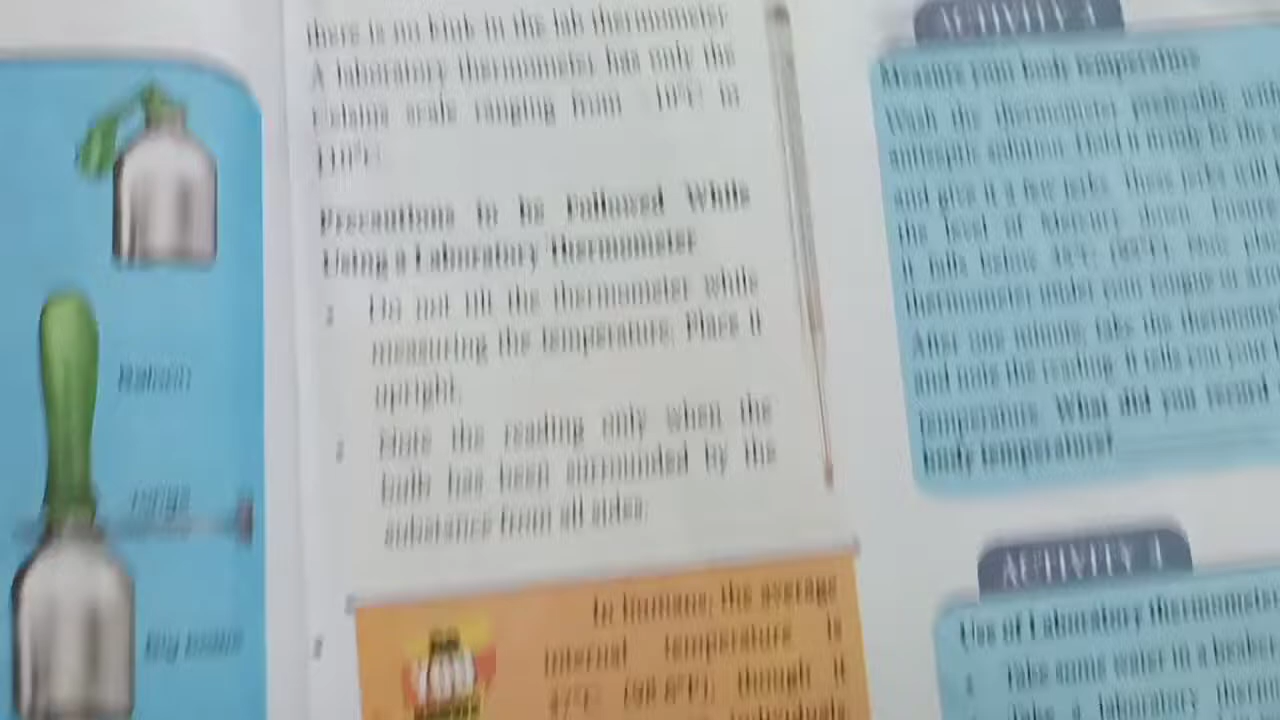 there is no kink in the lab thermometer.
A laboratory thermometer has only the
Celsius scale ranging from -10°C to
110°C.
Precautions to be Followed While
Using a Laboratory Thermometer
Do not tilt the thermometer while
measuring the temperature. Place it
upright.
Note the reading only when the
bulb has been surrounded by the
substance from all sides.
In humans, the average
internal temperature is
37°C (98.6°F), though it
individuals
Balloon
ACTIVITY
Measure your body temperature
Wash the thermometer preferably with
antiseptic solution. Hold it firmly by the
and give it a few jerks. These jerks will
the level of Mercury down. Ensure
it falls below 35°C (95°F). Now place
thermometer under your tongue or
After one minute, take the
and note the reading. It tells you your
temperature. What did you record
body temperature?
ACTIVITY
Use of Laboratory thermometer
Take some water in a beaker
Take a laboratory